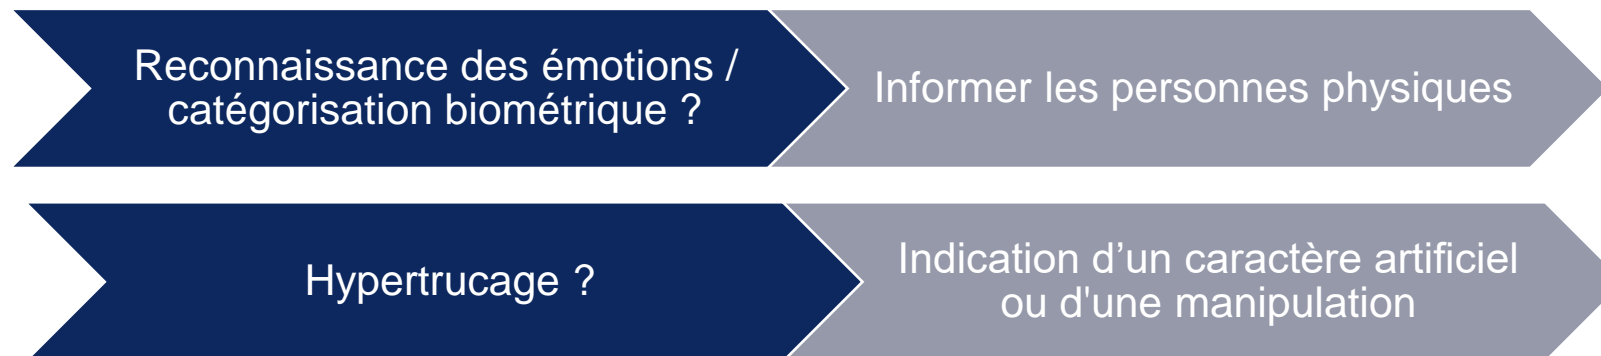 Reconnaissance des émotions /
catégorisation biométrique ?
Informer les personnes physiques
Hypertrucage ?
Indication d’un caractère artificiel
ou d'une manipulation